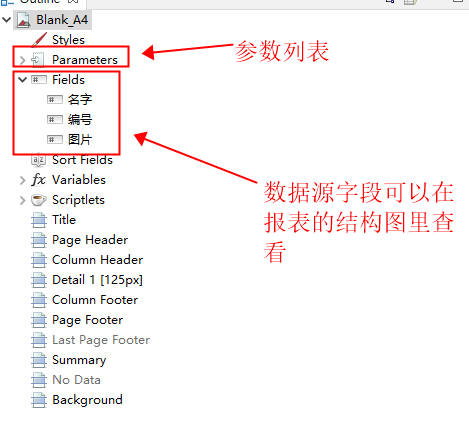 Outline
Blank_A4
Styles
Parameters
参数列表
Fields
名字
编号
图片
Sort Fields
数据源字段可以在
报表的结构图里查
看
fx Variables
Scriptlets
Title
Page Header
Column Header
Detail 1 [125px]
Column Footer
Page Footer
Last Page Footer
Summary
No Data
Background